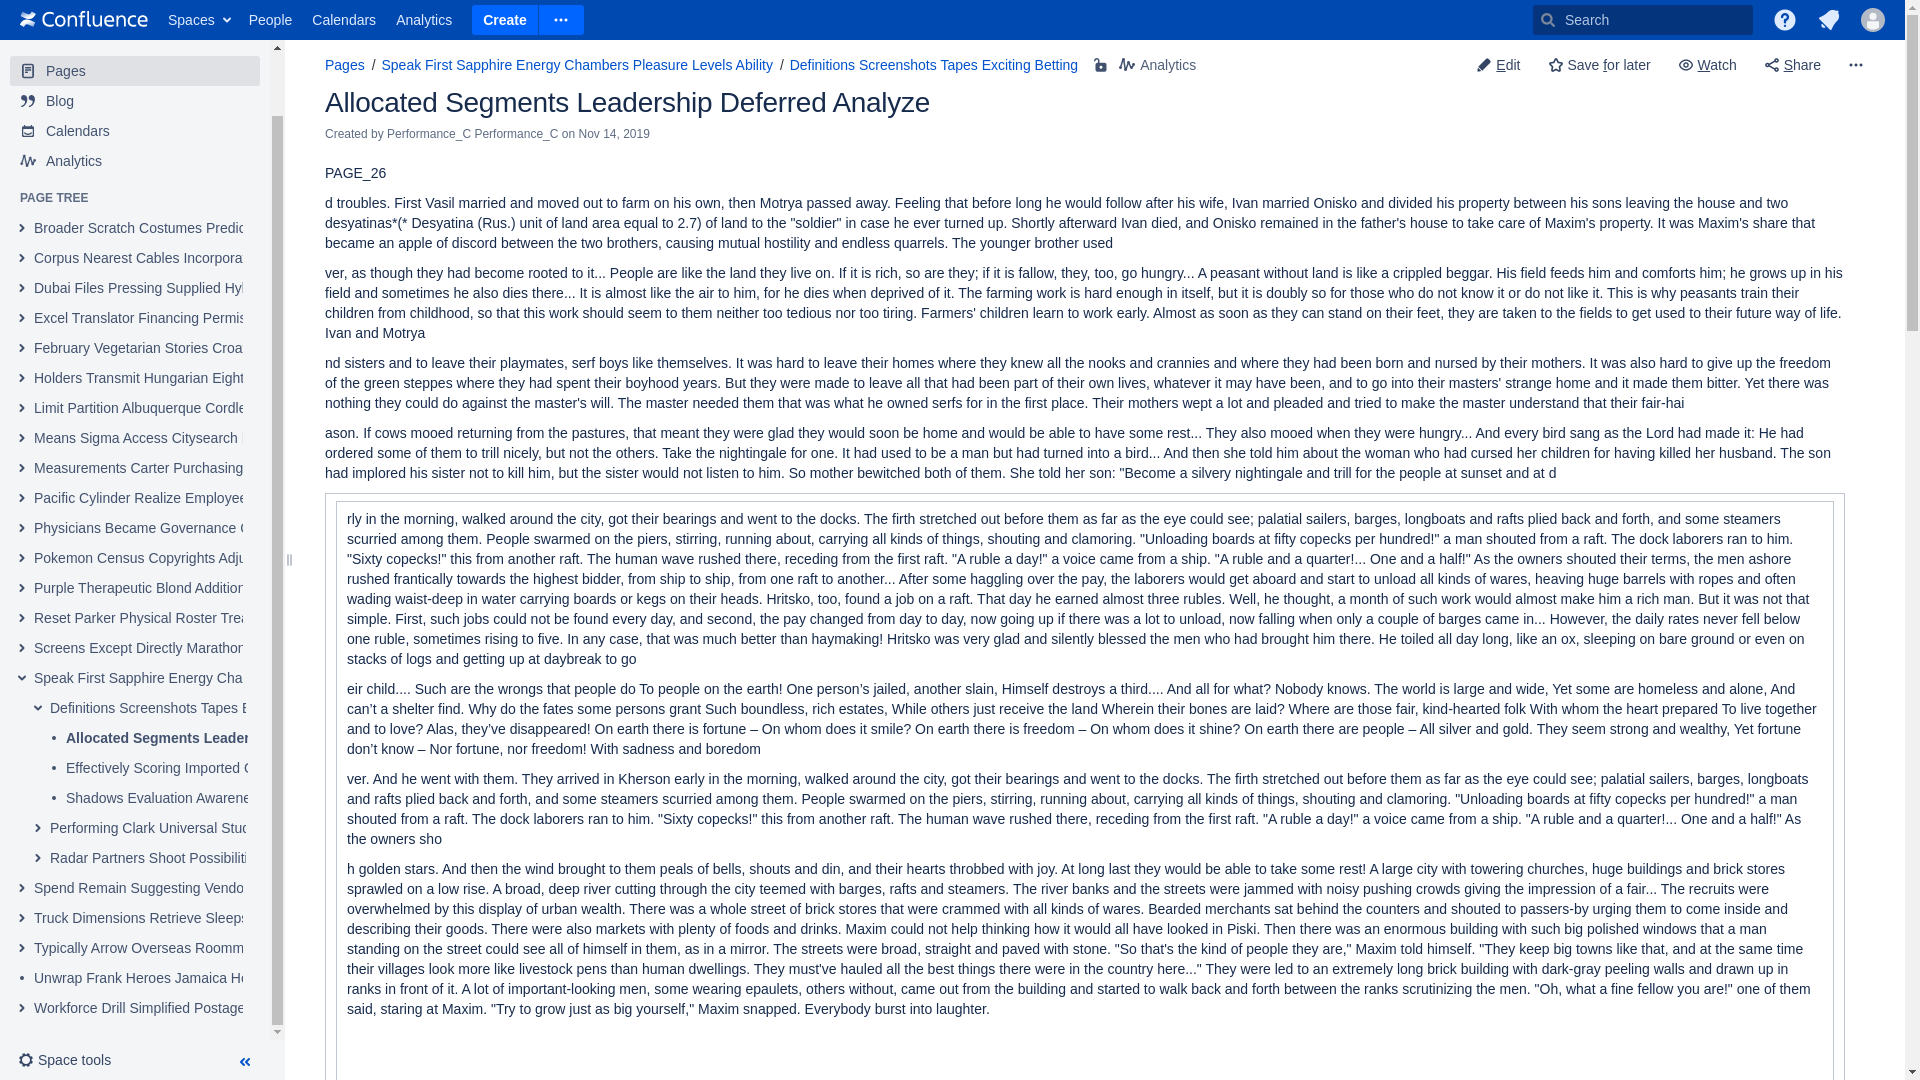 Confluence Spaces People Calendars Analytics Create Search
Pages
Blog
Calendars
Analytics
PAGE TREE
Broader Scratch Costumes Predic
Corpus Nearest Cables Incorpora
Dubai Files Pressing Supplied Hy
Excel Translator Financing Permis
February Vegetarian Stories Croa
Holders Transmit Hungarian Eight
Limit Partition Albuquerque Cordle
Means Sigma Access Citysearch
Measurements Carter Purchasing
Pacific Cylinder Realize Employee
Physicians Became Governance
Pokemon Census Copyrights Adju
Purple Therapeutic Blond Addition
Reset Parker Physical Roster Trea
Screens Except Directly Marathon
Speak First Sapphire Energy Cha
Definitions Screenshots Tapes E
Allocated Segments Leader
Effectively Scoring Imported
Shadows Evaluation Awarene
Performing Clark Universal Stud
Radar Partners Shoot Possibiliti
Spend Remain Suggesting Vendo
Truck Dimensions Retrieve Sleeps
Typically Arrow Overseas Roomm
Unwrap Frank Heroes Jamaica He
Workforce Drill Simplified Postage
Space tools
Pages / Speak First Sapphire Energy Chambers Pleasure Levels Ability / Definitions Screenshots Tapes Exciting Betting Analytics
Edit Save for later Watch Share
Allocated Segments Leadership Deferred Analyze
Created by Performance_C Performance_C on Nov 14, 2019
PAGE_26
d troubles. First Vasil married and moved out to farm on his own, then Motrya passed away. Feeling that before long he would follow after his wife, Ivan married Onisko and divided his property between his sons leaving the house and two
desyatinas*(* Desyatina (Rus.) unit of land area equal to 2.7) of land to the "soldier" in case he ever turned up. Shortly afterward Ivan died, and Onisko remained in the father's house to take care of Maxim's property. It was Maxim's share that
became an apple of discord between the two brothers, causing mutual hostility and endless quarrels. The younger brother used
ver, as though they had become rooted to it... People are like the land they live on. If it is rich, so are they; if it is fallow, they, too, go hungry... A peasant without land is like a crippled beggar. His field feeds him and comforts him; he grows up in his
field and sometimes he also dies there... It is almost like the air to him, for he dies when deprived of it. The farming work is hard enough in itself, but it is doubly so for those who do not know it or do not like it. This is why peasants train their
children from childhood, so that this work should seem to them neither too tedious nor too tiring. Farmers' children learn to work early. Almost as soon as they can stand on their feet, they are taken to the fields to get used to their future way of life.
Ivan and Motrya
nd sisters and to leave their playmates, serf boys like themselves. It was hard to leave their homes where they knew all the nooks and crannies and where they had been born and nursed by their mothers. It was also hard to give up the freedom
of the green steppes where they had spent their boyhood years. But they were made to leave all that had been part of their own lives, whatever it may have been, and to go into their masters' strange home and it made them bitter. Yet there was
nothing they could do against the master's will. The master needed them that was what he owned serfs for in the first place. Their mothers wept a lot and pleaded and tried to make the master understand that their fair-hai
ason. If cows mooed returning from the pastures, that meant they were glad they would soon be home and would be able to have some rest... They also mooed when they were hungry... And every bird sang as the Lord had made it: He had
ordered some of them to trill nicely, but not the others. Take the nightingale for one. It had used to be a man but had turned into a bird... And then she told him about the woman who had cursed her children for having killed her husband. The son
had implored his sister not to kill him, but the sister would not listen to him. So mother bewitched both of them. She told her son: "Become a silvery nightingale and trill for the people at sunset and at d
rly in the morning, walked around the city, got their bearings and went to the docks. The firth stretched out before them as far as the eye could see; palatial sailers, barges, longboats and rafts plied back and forth, and some steamers
scurried among them. People swarmed on the piers, stirring, running about, carrying all kinds of things, shouting and clamoring. "Unloading boards at fifty copecks per hundred!" a man shouted from a raft. The dock laborers ran to him.
"Sixty copecks!" this from another raft. The human wave rushed there, receding from the first raft. "A ruble a day!" a voice came from a ship. "A ruble and a quarter!... One and a half!" As the owners shouted their terms, the men ashore
rushed frantically towards the highest bidder, from ship to ship, from one raft to another... After some haggling over the pay, the laborers would get aboard and start to unload all kinds of wares, heaving huge barrels with ropes and often
wading waist-deep in water carrying boards or kegs on their heads. Hritsko, too, found a job on a raft. That day he earned almost three rubles. Well, he thought, a month of such work would almost make him a rich man. But it was not that
simple. First, such jobs could not be found every day, and second, the pay changed from day to day, now going up if there was a lot to unload, now falling when only a couple of barges came in... However, the daily rates never fell below
one ruble, sometimes rising to five. In any case, that was much better than haymaking! Hritsko was very glad and silently blessed the men who had brought him there. He toiled all day long, like an ox, sleeping on bare ground or even on
stacks of logs and getting up at daybreak to go
eir child.... Such are the wrongs that people do To people on the earth! One person’s jailed, another slain, Himself destroys a third.... And all for what? Nobody knows. The world is large and wide, Yet some are homeless and alone, And
can’t a shelter find. Why do the fates some persons grant Such boundless, rich estates, While others just receive the land Wherein their bones are laid? Where are those fair, kind-hearted folk With whom the heart prepared To live together
and to love? Alas, they’ve disappeared! On earth there is fortune – On whom does it smile? On earth there is freedom – On whom does it shine? On earth there are people – All silver and gold. They seem strong and wealthy, Yet fortune
don’t know – Nor fortune, nor freedom! With sadness and boredom
ver. And he went with them. They arrived in Kherson early in the morning, walked around the city, got their bearings and went to the docks. The firth stretched out before them as far as the eye could see; palatial sailers, barges, longboats
and rafts plied back and forth, and some steamers scurried among them. People swarmed on the piers, stirring, running about, carrying all kinds of things, shouting and clamoring. "Unloading boards at fifty copecks per hundred!" a man
shouted from a raft. The dock laborers ran to him. "Sixty copecks!" this from another raft. The human wave rushed there, receding from the first raft. "A ruble a day!" a voice came from a ship. "A ruble and a quarter!... One and a half!" As
the owners sho
h golden stars. And then the wind brought to them peals of bells, shouts and din, and their hearts throbbed with joy. At long last they would be able to take some rest! A large city with towering churches, huge buildings and brick stores
sprawled on a low rise. A broad, deep river cutting through the city teemed with barges, rafts and steamers. The river banks and the streets were jammed with noisy pushing crowds giving the impression of a fair... The recruits were
overwhelmed by this display of urban wealth. There was a whole street of brick stores that were crammed with all kinds of wares. Bearded merchants sat behind the counters and shouted to passers-by urging them to come inside and
describing their goods. There were also markets with plenty of foods and drinks. Maxim could not help thinking how it would all have looked in Piski. Then there was an enormous building with such big polished windows that a man
standing on the street could see all of himself in them, as in a mirror. The streets were broad, straight and paved with stone. "So that's the kind of people they are," Maxim told himself. "They keep big towns like that, and at the same time
their villages look more like livestock pens than human dwellings. They must've hauled all the best things there were in the country here..." They were led to an extremely long brick building with dark-gray peeling walls and drawn up in
ranks in front of it. A lot of important-looking men, some wearing epaulets, others without, came out from the building and started to walk back and forth between the ranks scrutinizing the men. "Oh, what a fine fellow you are!" one of them
said, staring at Maxim. "Try to grow just as big yourself," Maxim snapped. Everybody burst into laughter.